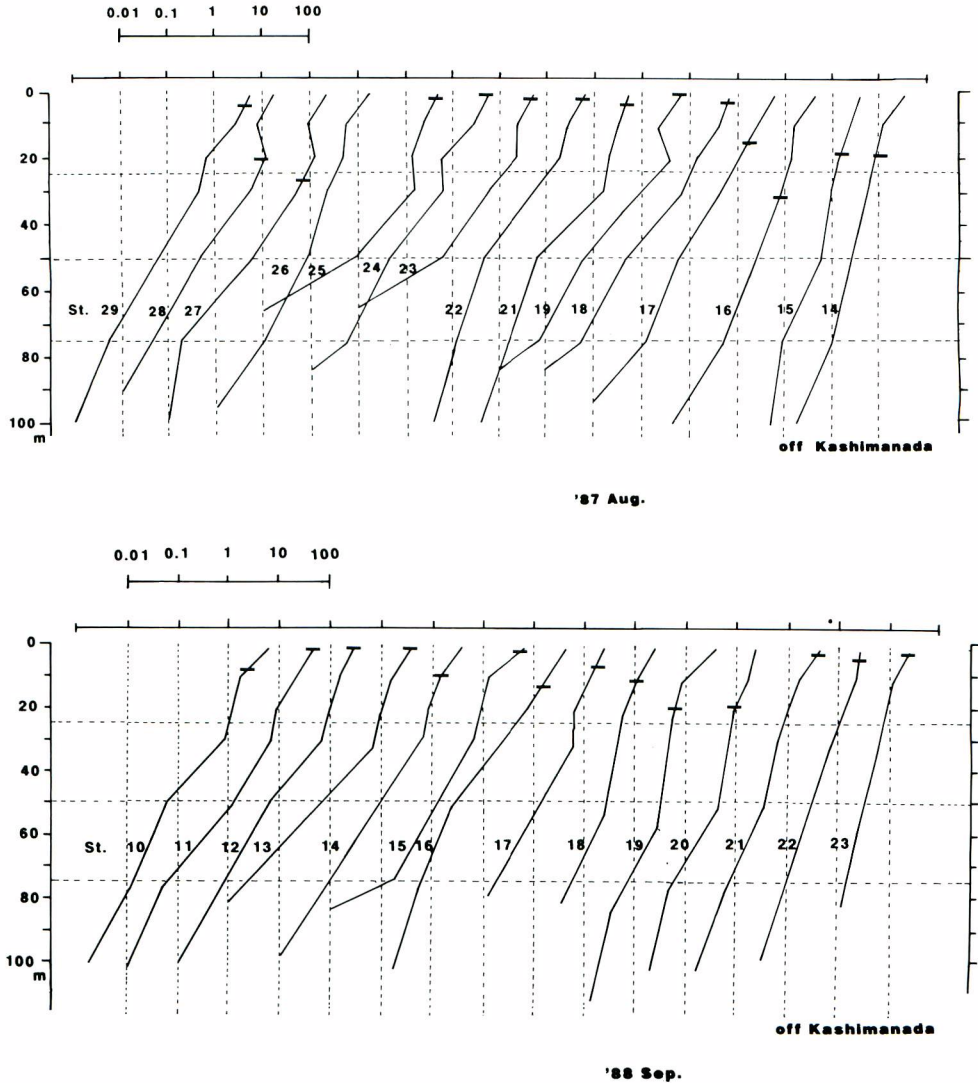 0.01 0.1 1 10 100
0
20
40
60
80
100
m
St. 29 28 27 26 25 24 23 22 21 19 18 17 16 15 14
off Kashimanada
'87 Aug.
0.01 0.1 1 10 100
0
20
40
60
80
100
m
St. 10 11 12 13 14 15 16 17 18 19 20 21 22 23
off Kashimanada
'88 Sep.